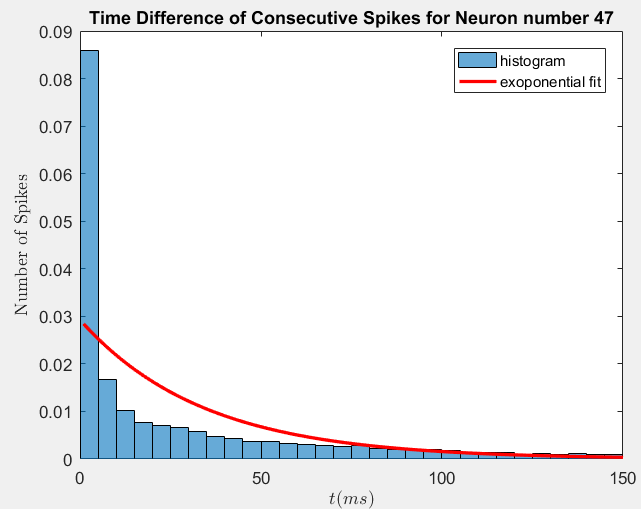 Time Difference of Consecutive Spikes for Neuron number 47
histogram
exoponential fit
Number of Spikes
0.09
0.08
0.07
0.06
0.05
0.04
0.03
0.02
0.01
0
0 50 100 150
t(ms)